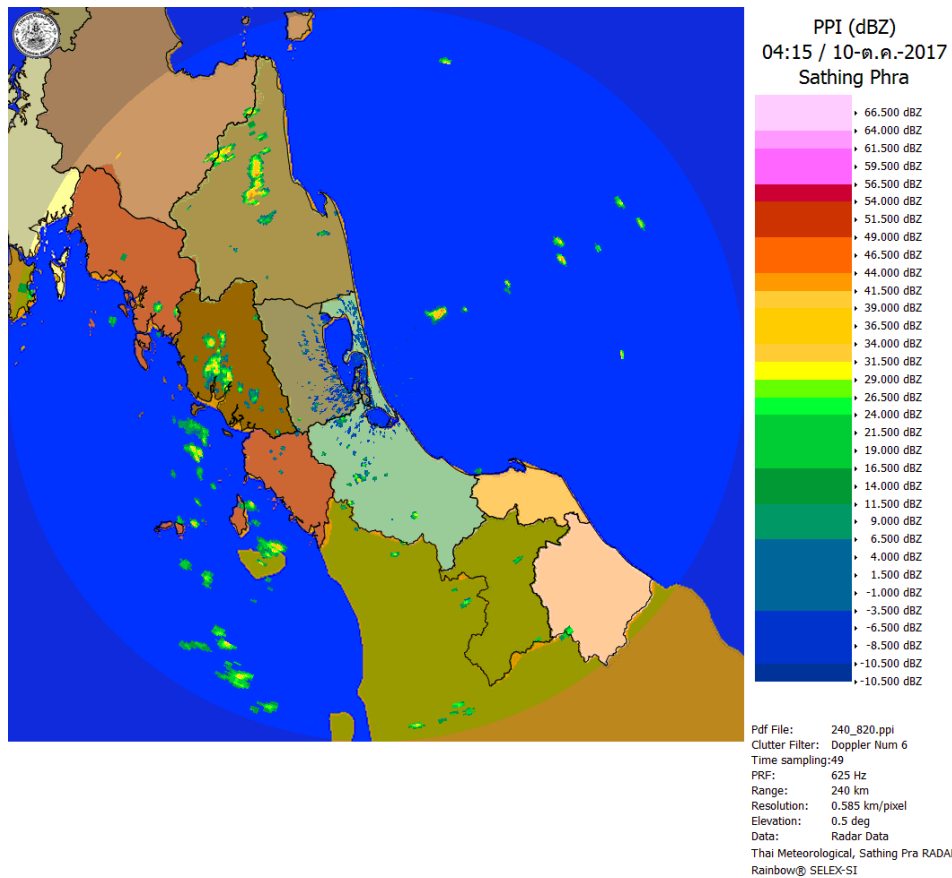 PPI (dBZ)
04:15 / 10-ต.ค.-2017
Sathing Phra
66.500 dBZ
64.000 dBZ
61.500 dBZ
59.500 dBZ
56.500 dBZ
54.000 dBZ
51.500 dBZ
49.000 dBZ
46.500 dBZ
44.000 dBZ
41.500 dBZ
39.000 dBZ
36.500 dBZ
34.000 dBZ
31.500 dBZ
29.000 dBZ
26.500 dBZ
24.000 dBZ
21.500 dBZ
19.000 dBZ
16.500 dBZ
14.000 dBZ
11.500 dBZ
9.000 dBZ
6.500 dBZ
4.000 dBZ
1.500 dBZ
-1.000 dBZ
-3.500 dBZ
-6.500 dBZ
-8.500 dBZ
-10.500 dBZ
-10.500 dBZ
Pdf File: 240_820.ppi
Clutter Filter: Doppler Num 6
Time sampling:49
PRF: 625 Hz
Range: 240 km
Resolution: 0.585 km/pixel
Elevation: 0.5 deg
Data: Radar Data
Thai Meteorological, Sathing Pra RADA
Rainbow® SELEX-SI